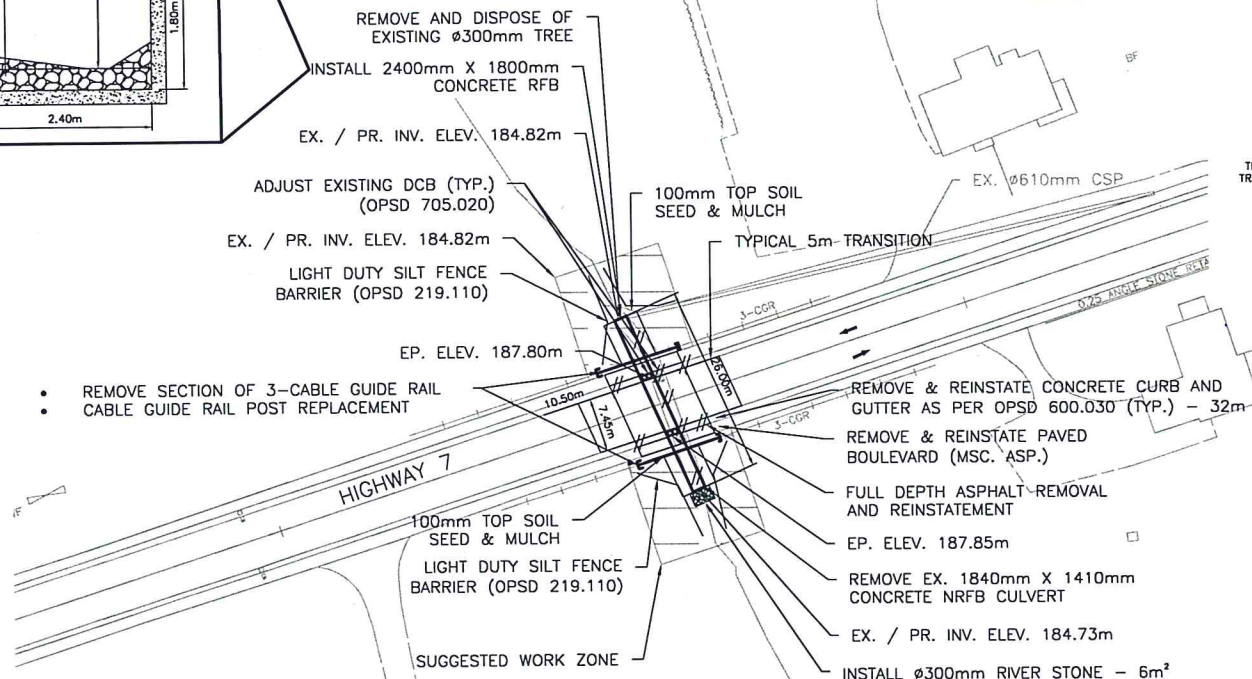 1.80m
2.40m
REMOVE AND DISPOSE OF
EXISTING ø300mm TREE
INSTALL 2400mm X 1800mm
CONCRETE RFB
EX. / PR. INV. ELEV. 184.82m
ADJUST EXISTING DCB (TYP.)
(OPSD 705.020)
EX. / PR. INV. ELEV. 184.82m
LIGHT DUTY SILT FENCE
BARRIER (OPSD 219.110)
EP. ELEV. 187.80m
• REMOVE SECTION OF 3-CABLE GUIDE RAIL
• CABLE GUIDE RAIL POST REPLACEMENT
100mm TOP SOIL
SEED & MULCH
TYPICAL 5m TRANSITION
EX. ø610mm CSP
BF
3-CGR
0.25 ANGLE STONE
26.00m
10.50m
7.45m
3-CGR
HIGHWAY 7
REMOVE & REINSTATE CONCRETE CURB AND
GUTTER AS PER OPSD 600.030 (TYP.) – 32m
REMOVE & REINSTATE PAVED
BOULEVARD (MSC. ASP.)
FULL DEPTH ASPHALT REMOVAL
AND REINSTATEMENT
EP. ELEV. 187.85m
REMOVE EX. 1840mm X 1410mm
CONCRETE NRFB CULVERT
EX. / PR. INV. ELEV. 184.73m
INSTALL ø300mm RIVER STONE – 6m²
100mm TOP SOIL
SEED & MULCH
LIGHT DUTY SILT FENCE
BARRIER (OPSD 219.110)
SUGGESTED WORK ZONE